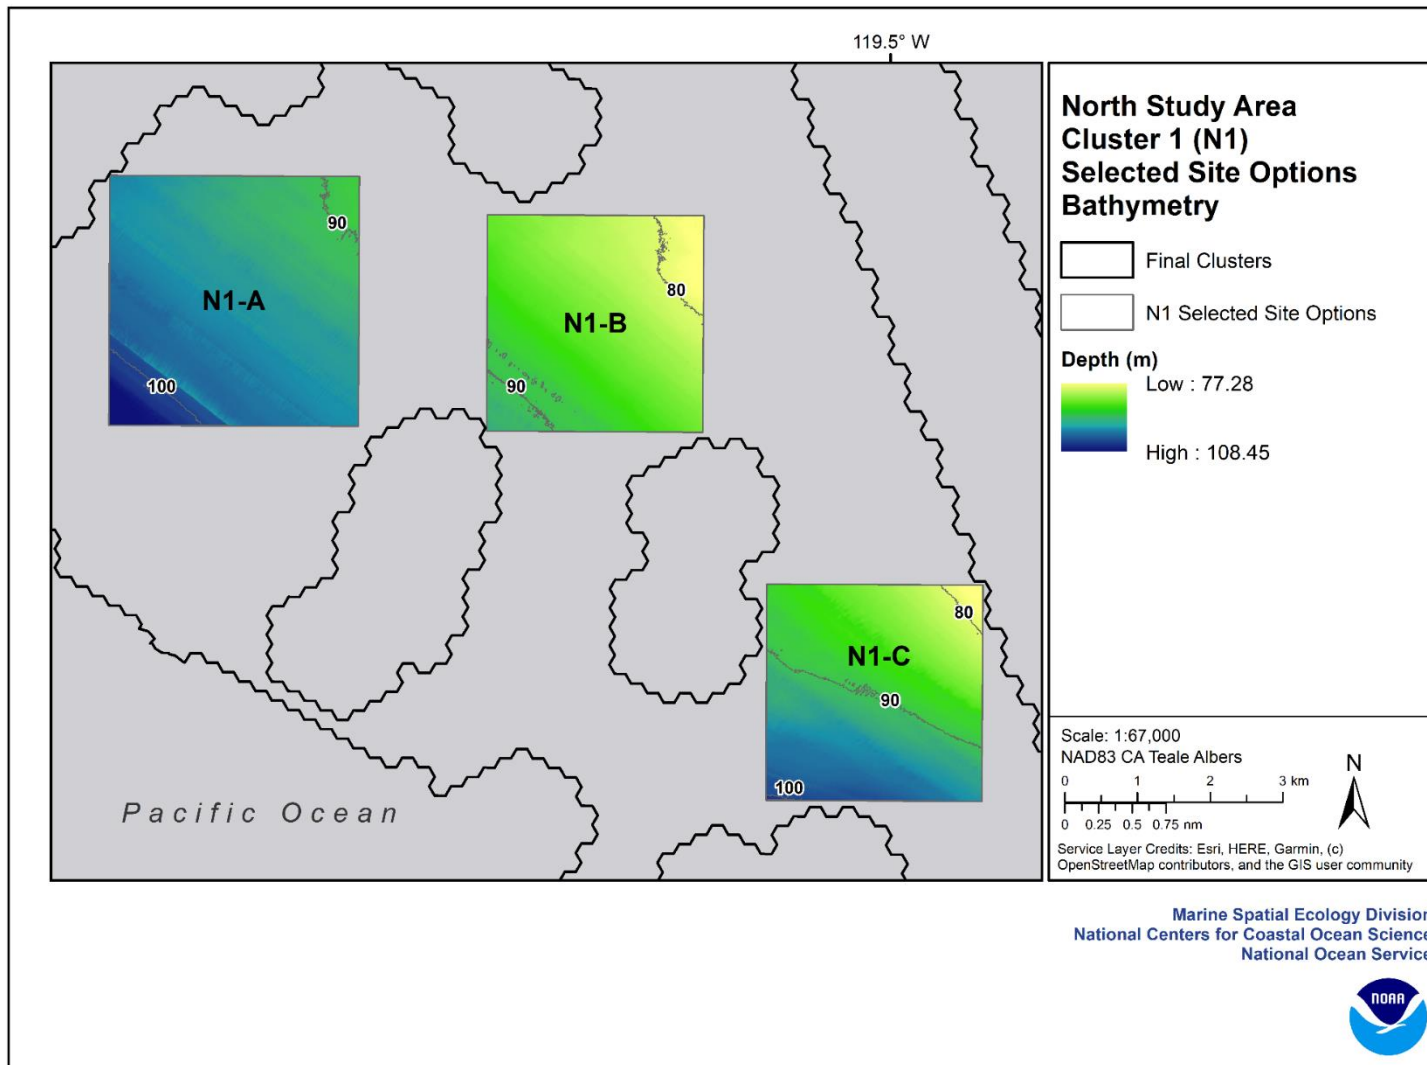 119.5° W
North Study Area
Cluster 1 (N1)
Selected Site Options
Bathymetry
Final Clusters
N1 Selected Site Options
Depth (m)
Low : 77.28
High : 108.45
90
N1-A
100
80
N1-B
90
80
N1-C
90
100
Pacific Ocean
Scale: 1:67,000
NAD83 CA Teale Albers
0 1 2 3 km
0 0.25 0.5 0.75 nm
N
Service Layer Credits: Esri, HERE, Garmin, (c)
OpenStreetMap contributors, and the GIS user community
Marine Spatial Ecology Division
National Centers for Coastal Ocean Science
National Ocean Service
NOAA